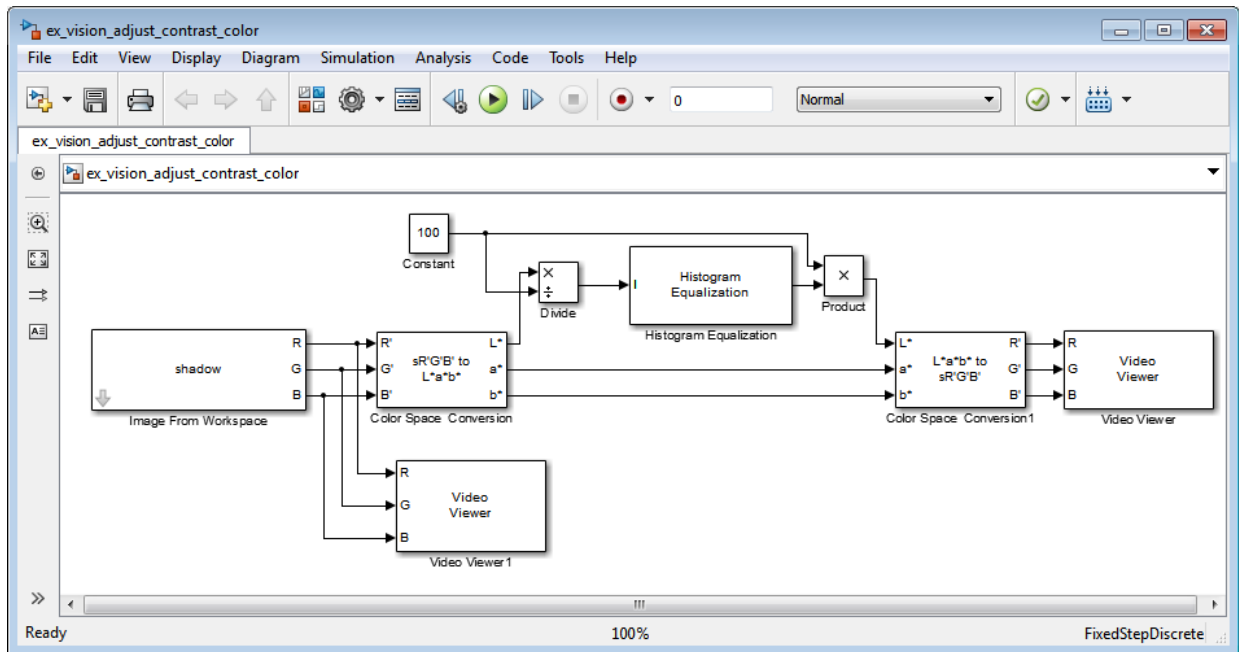 ex_vision_adjust_contrast_color
File Edit View Display Diagram Simulation Analysis Code Tools Help
0 Normal
ex_vision_adjust_contrast_color
ex_vision_adjust_contrast_color
100
Constant
×
÷
Divide
I
Histogram
Equalization
Histogram Equalization
×
Product
shadow
R
G
B
Image From Workspace
R'
G'
B'
sR'G'B' to
L*a*b*
L*
a*
b*
Color Space Conversion
L*
a*
b*
L*a*b* to
sR'G'B'
R'
G'
B'
Color Space Conversion1
R
G
B
Video
Viewer
Video Viewer
R
G
B
Video
Viewer
Video Viewer1
Ready 100% FixedStepDiscrete